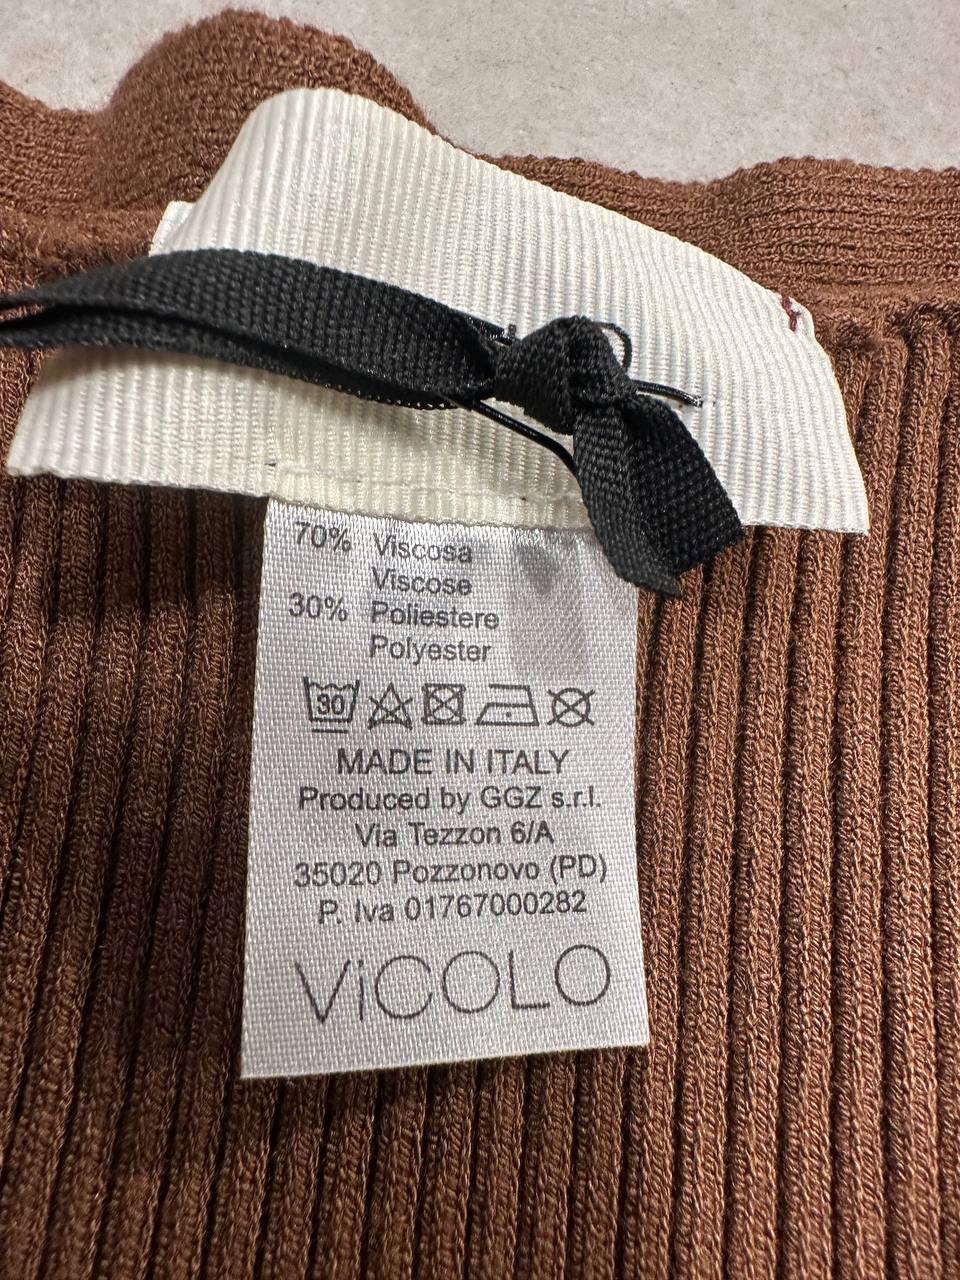 70% Viscosa
Viscose
30% Poliestere
Polyester
30
MADE IN ITALY
Produced by GGZ s.r.l.
Via Tezzon 6/A
35020 Pozzonovo (PD)
P. Iva 01767000282
ViCOLO